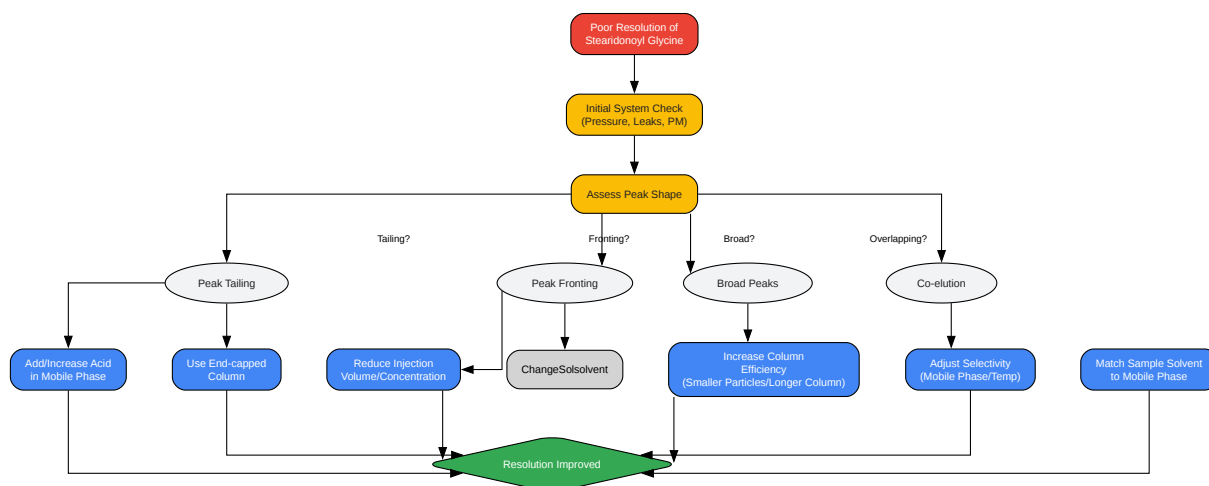 Poor Resolution of
Stearidonoyl Glycine
Initial System Check
(Pressure, Leaks, PM)
Assess Peak Shape
Tailing?
Fronting?
Broad?
Overlapping?
Peak Tailing
Peak Fronting
Broad Peaks
Co-elution
Add/Increase Acid
in Mobile Phase
Use End-capped
Column
Reduce Injection
Volume/Concentration
ChangeSolsolvent
Increase Column
Efficiency
(Smaller Particles/Longer Column)
Adjust Selectivity
(Mobile Phase/Temp)
Match Sample Solvent
to Mobile Phase
Resolution Improved